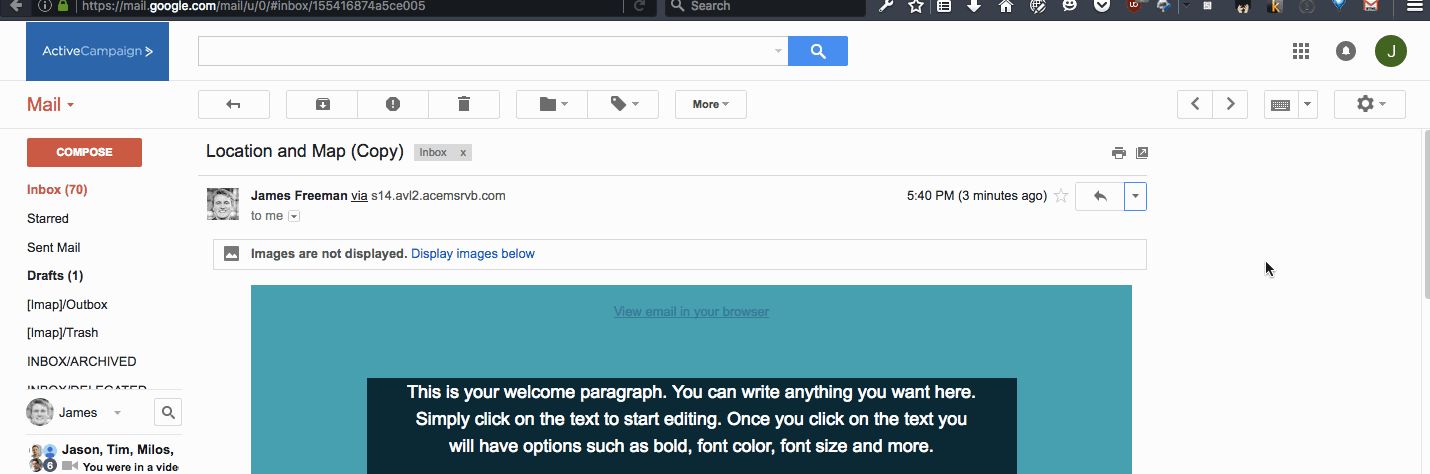 https://mail.google.com/mail/u/0/#inbox/155416874a5ce005
Search
ActiveCampaign >
J
Mail
More
COMPOSE
Location and Map (Copy) Inbox x
Inbox (70)
James Freeman via s14.avl2.acemsrvb.com
5:40 PM (3 minutes ago)
to me
Starred
Sent Mail
Images are not displayed. Display images below
Drafts (1)
[Imap]/Outbox
View email in your browser
[Imap]/Trash
INBOX/ARCHIVED
INBOX/DELEGATED
This is your welcome paragraph. You can write anything you want here.
Simply click on the text to start editing. Once you click on the text you
will have options such as bold, font color, font size and more.
James
Jason, Tim, Milos,
6
You were in a vide